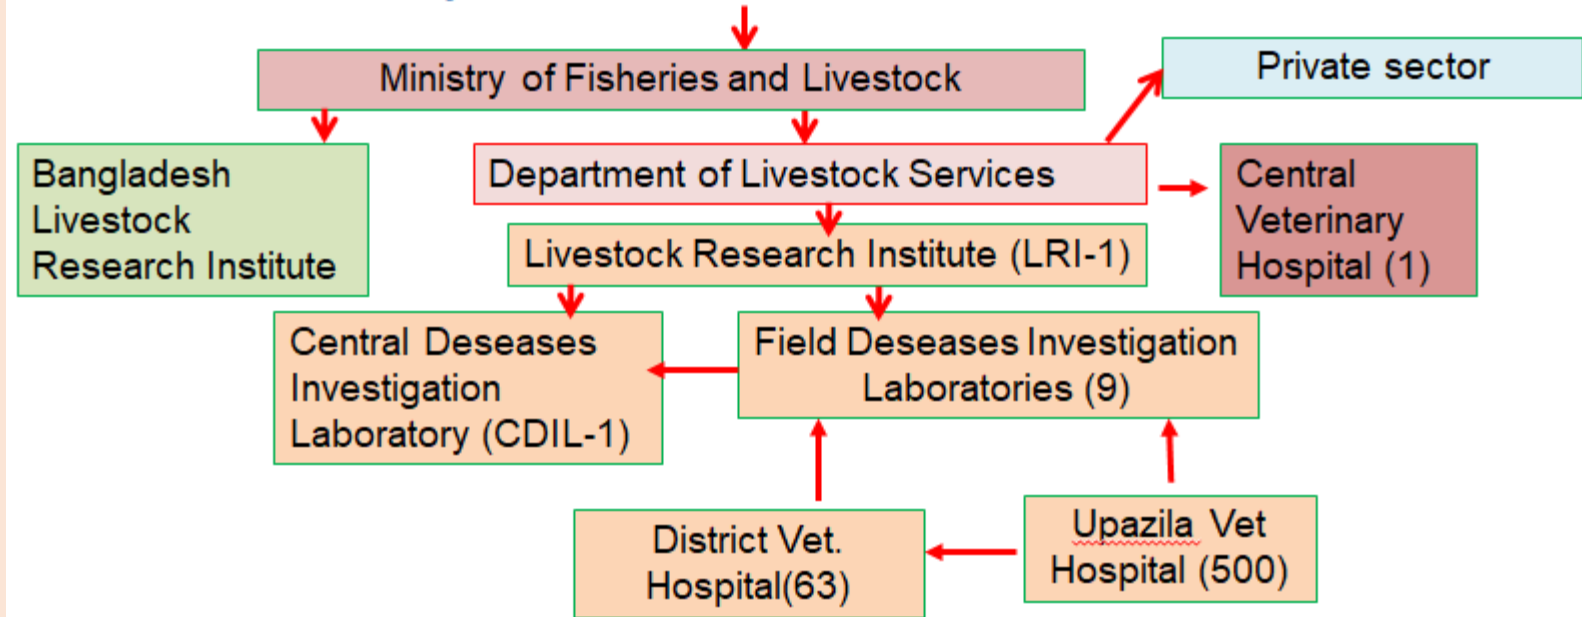 Ministry of Fisheries and Livestock
Private sector
Bangladesh
Livestock
Research Institute
Department of Livestock Services
Central
Veterinary
Hospital (1)
Livestock Research Institute (LRI-1)
Central Deseases
Investigation
Laboratory (CDIL-1)
Field Deseases Investigation
Laboratories (9)
District Vet.
Hospital(63)
Upazila Vet
Hospital (500)